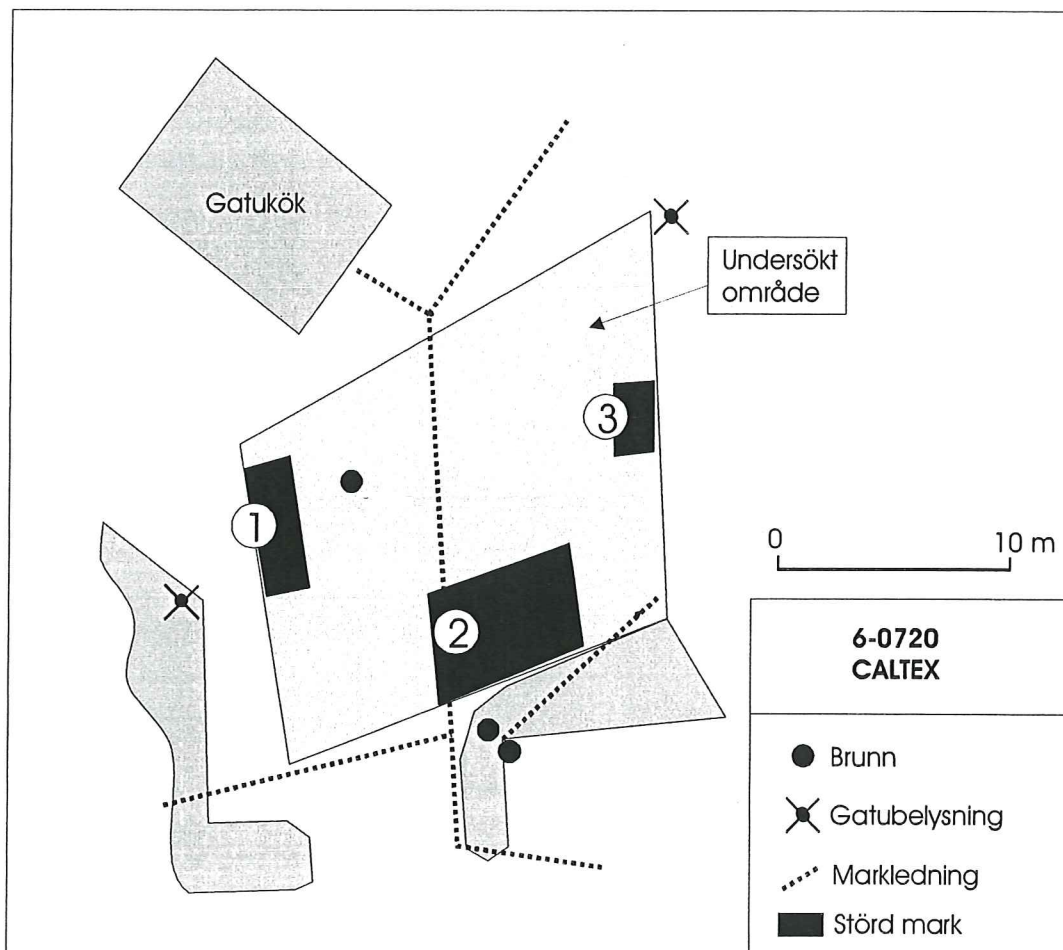 Gatukök
Undersökt
område
3
1
2
0 10 m
6-0720
CALTEX
Brunn
Gatubelysning
Markledning
Störd mark